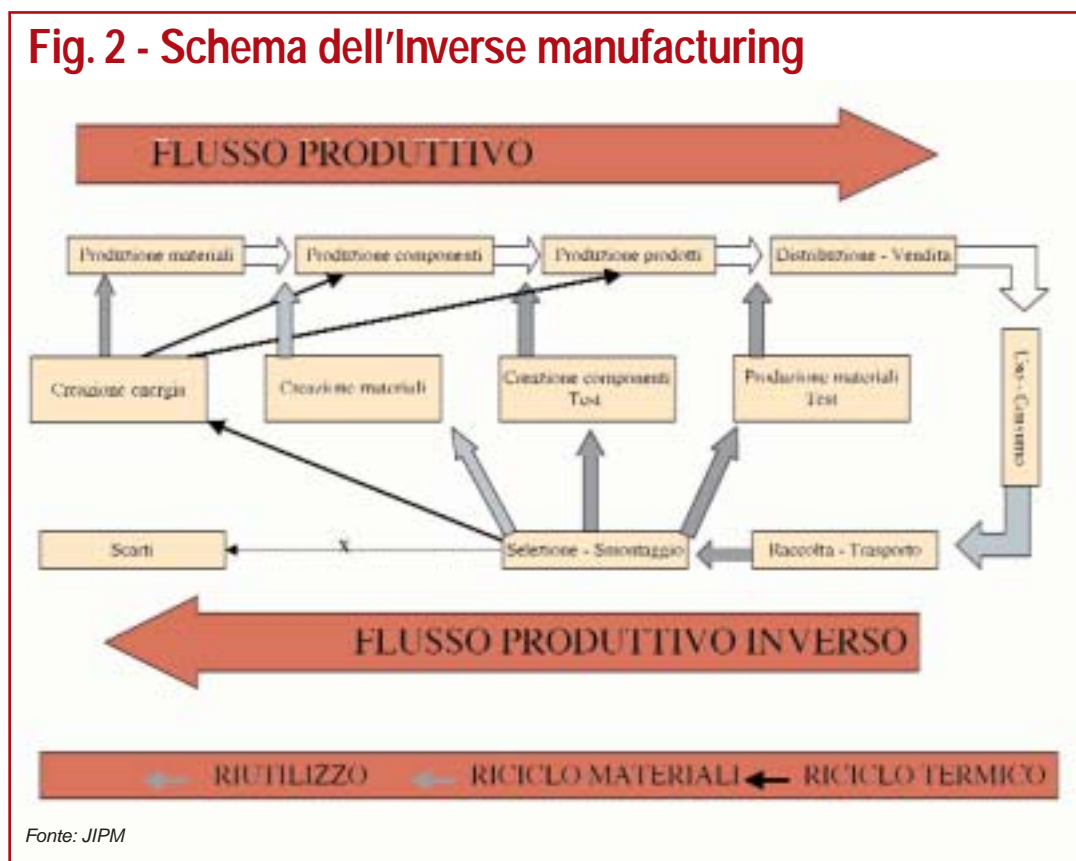 Fig. 2 - Schema dell'Inverse manufacturing
FLUSSO PRODUTTIVO
Produzione materiali
Produzione componenti
Produzione prodotti
Distribuzione - Vendita
Creazione energia
Creazione materiali
Creazione componenti
Test
Produzione materiali
Test
Uso - Consumo
Scarti
x
Selezione - Smontaggio
Raccolta - Trasporto
FLUSSO PRODUTTIVO INVERSO
RIUTILIZZO
RICICLO MATERIALI
RICICLO TERMICO
Fonte: JIPM